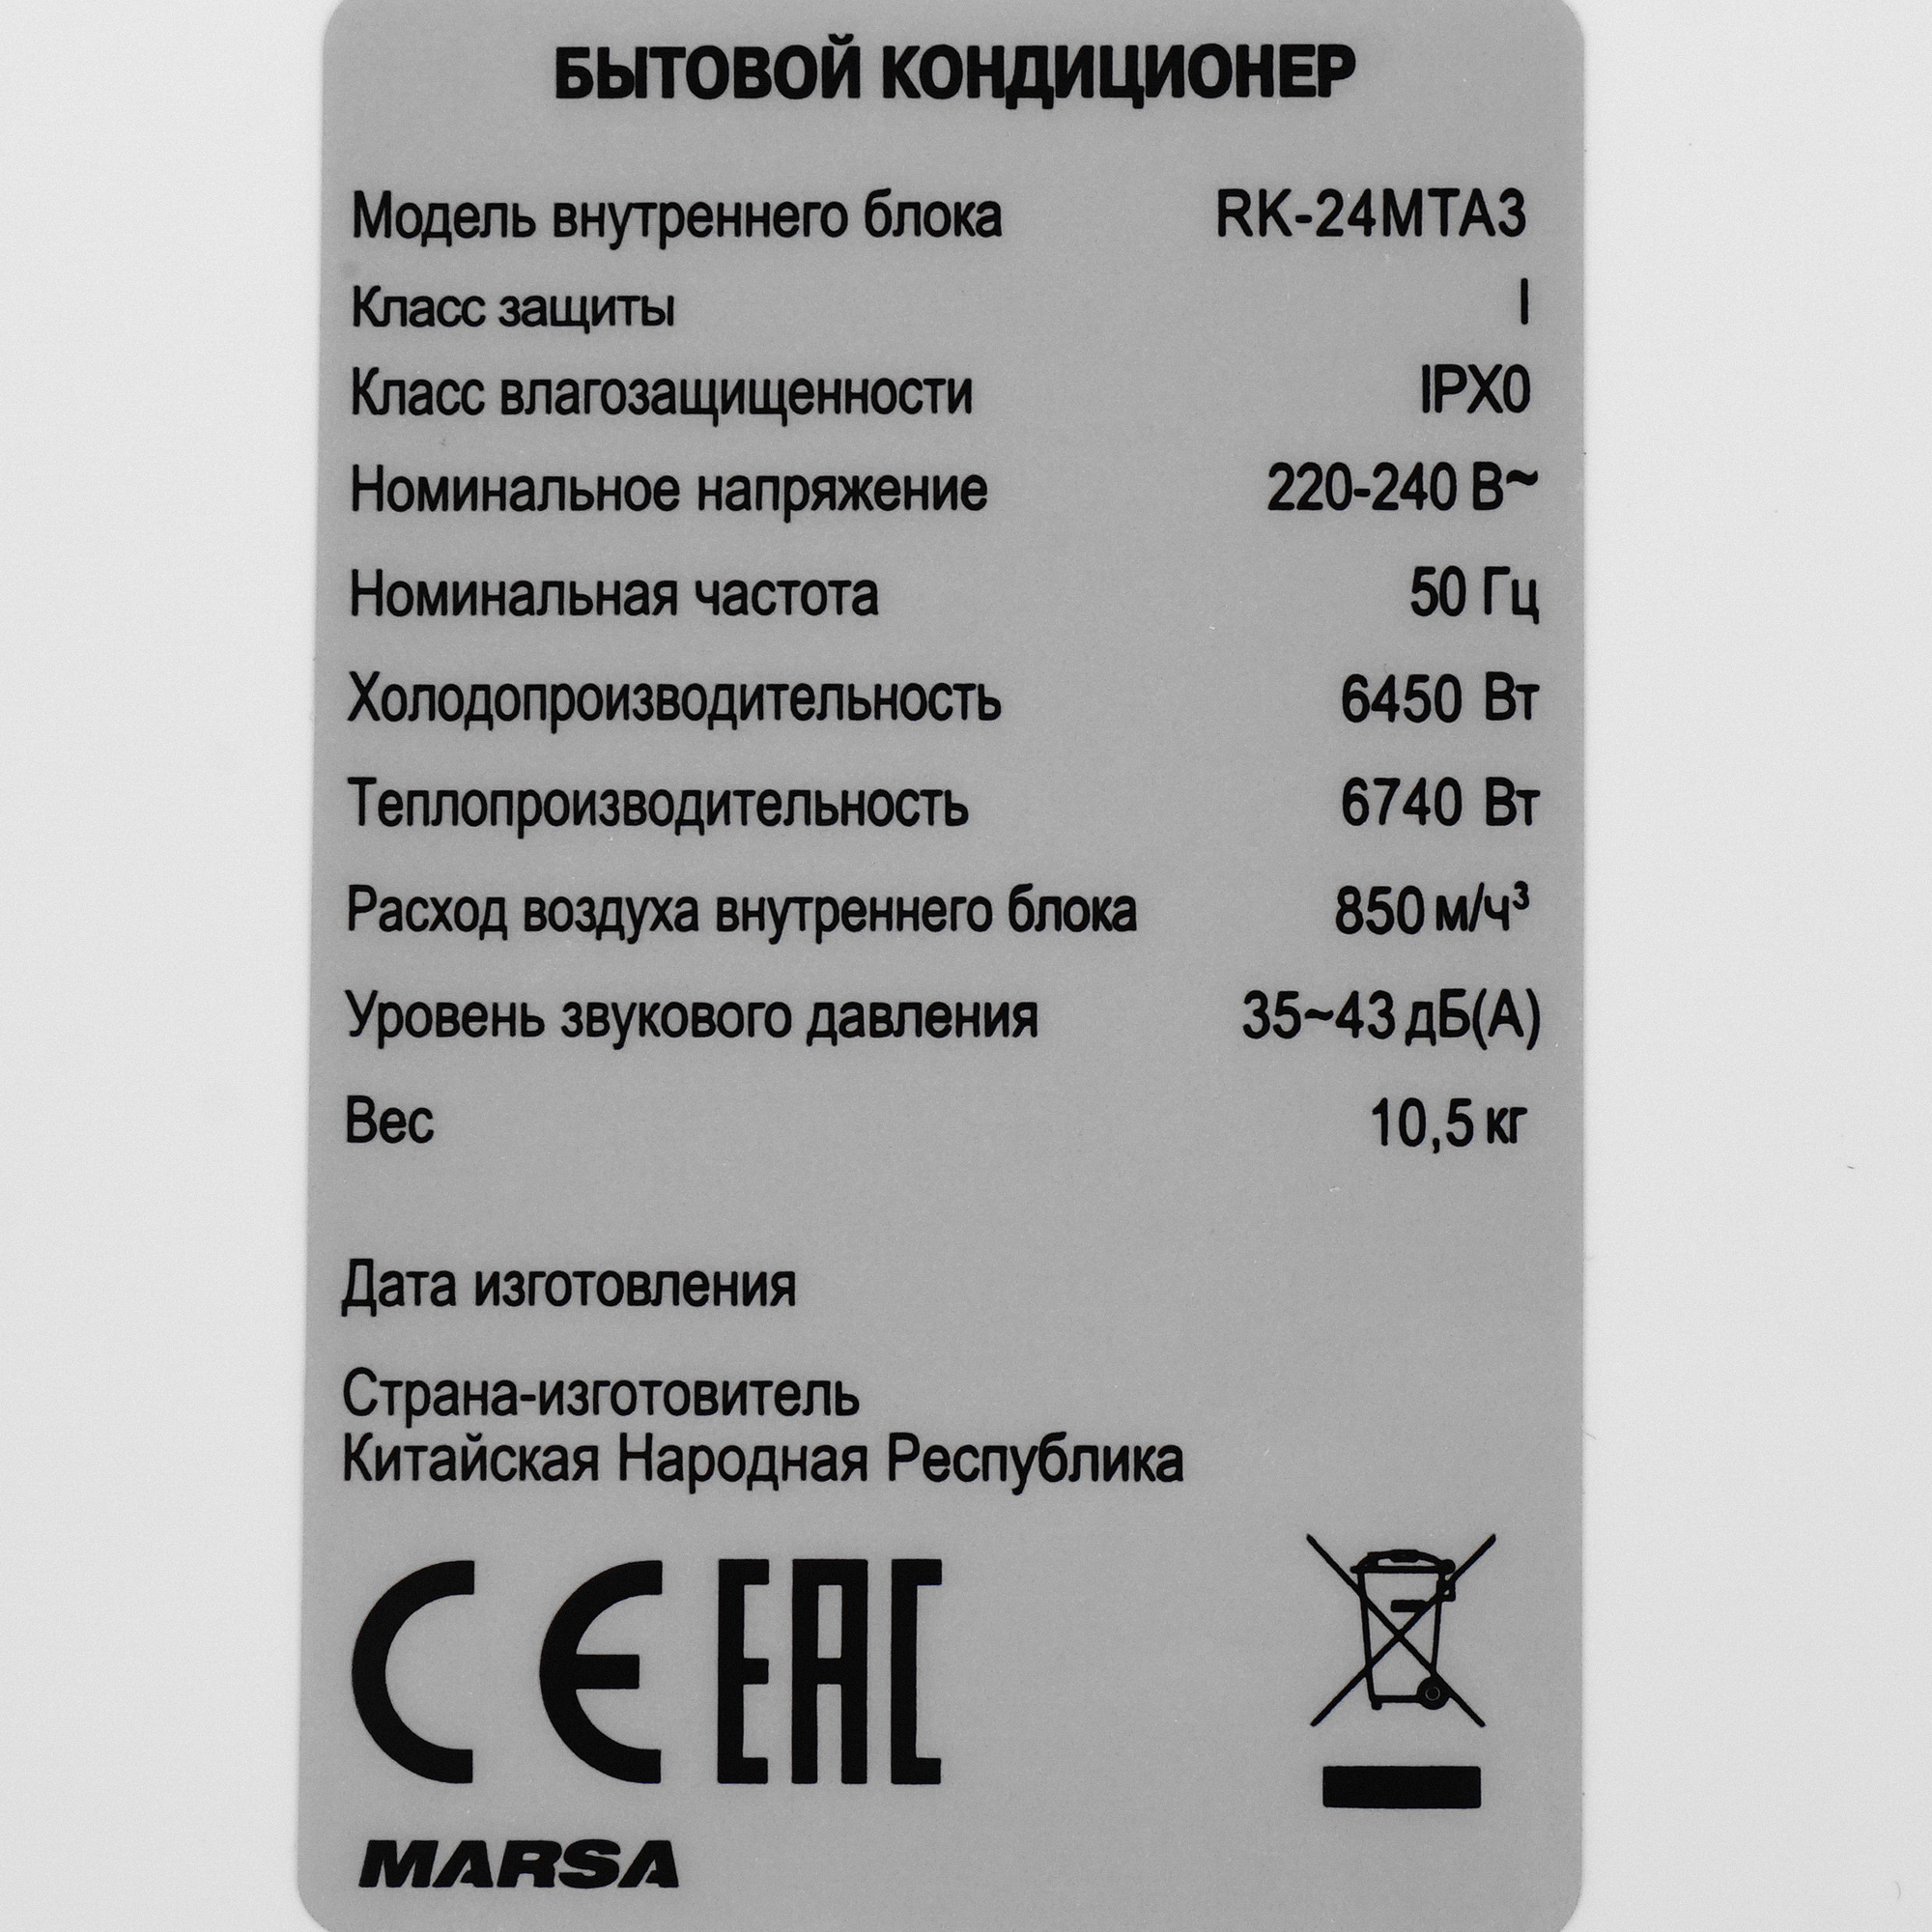 БЫТОВОЙ КОНДИЦИОНЕР
Модель внутреннего блока RK-24MTA3
Класс защиты I
Класс влагозащищенности IPX0
Номинальное напряжение 220-240 В~
Номинальная частота 50 Гц
Холодопроизводительность 6450 Вт
Теплопроизводительность 6740 Вт
Расход воздуха внутреннего блока 850 м/ч³
Уровень звукового давления 35~43 дБ(А)
Вес 10,5 кг
Дата изготовления
Страна-изготовитель
Китайская Народная Республика
CE EAC
MARSA